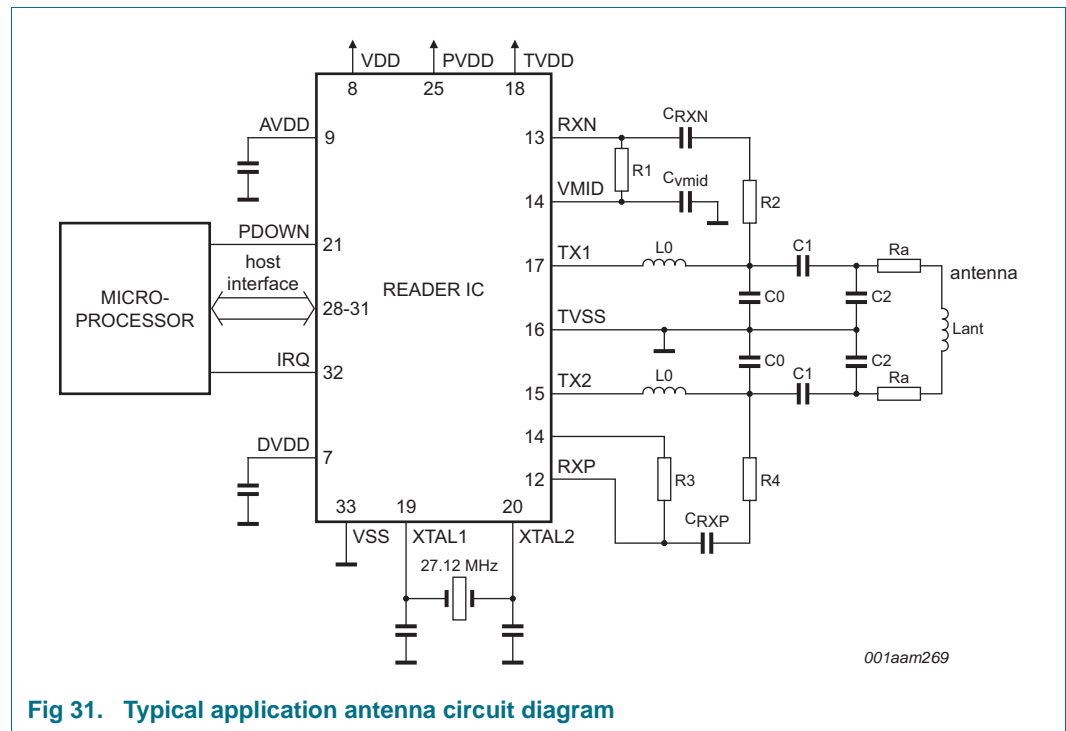 VDD PVDD TVDD
8 25 18
AVDD
9
13 RXN
CRXN
R1
14 VMID
Cvmid
R2
MICRO-
PROCESSOR
PDOWN
21
host
interface
28-31
IRQ
32
READER IC
17 TX1
L0
C1
Ra
antenna
C0
C2
Lant
16 TVSS
C0
C2
15 TX2
L0
C1
Ra
14
12 RXP
R3
R4
CRXP
DVDD
7
33 19 20
VSS XTAL1 XTAL2
27.12 MHz
001aam269
Fig 31. Typical application antenna circuit diagram